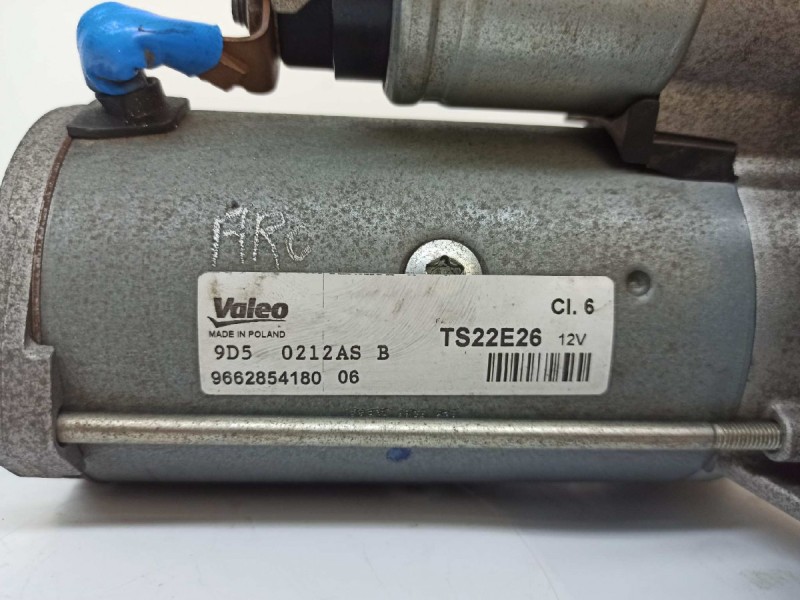 ARC
Valeo
MADE IN POLAND
Cl. 6
TS22E26 12V
9D5 0212AS B
9662854180 06